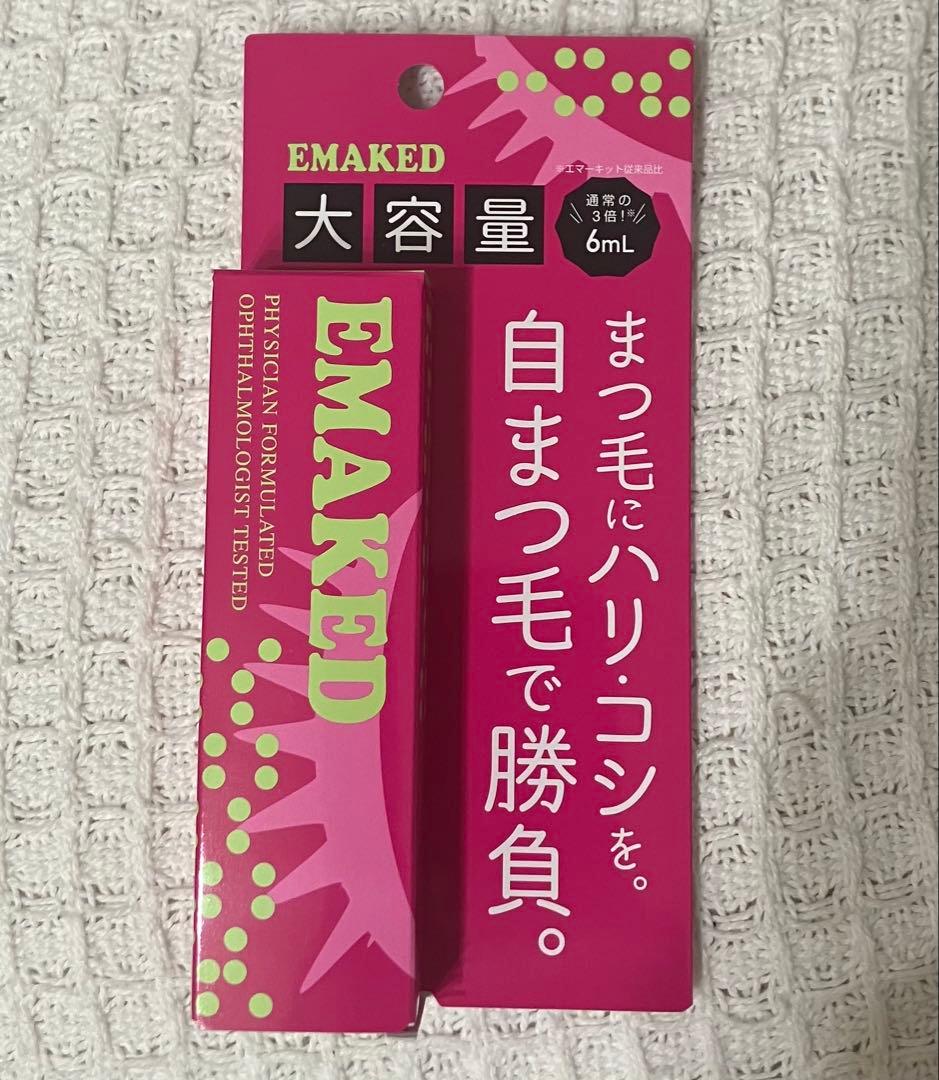 EMAKED
大容量
※エマーキット従来品比
通常の
3倍!※
6mL
まつ毛にハリ・コシを。
自まつ毛で勝負。
EMAKED
PHYSICIAN FORMULATED
OPHTHALMOLOGIST TESTED